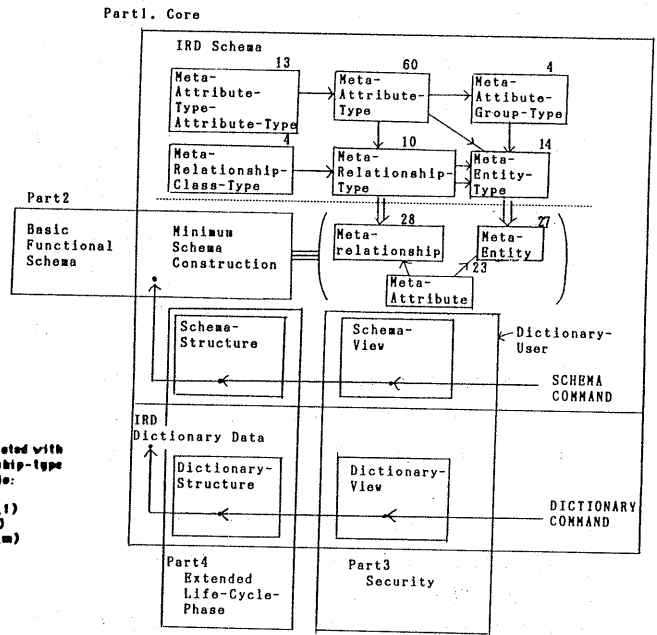 Part1. Core
IRD Schema
13
Meta-
Attribute-
Type-
Attribute-Type
60
Meta-
Attribute-
Type
4
Meta-
Attibute-
Group-Type
4
Meta-
Relationship-
Class-Type
10
Meta-
Relationship-
Type
14
Meta-
Entity-
Type
Part2
Basic
Functional
Schema
Minimum
Schema
Construction
28
Meta-
relationship
27
Meta-
Entity
23
Meta-
Attribute
Schema-
Structure
Schema-
View
Dictionary-
User
SCHEMA
COMMAND
IRD
Dictionary Data
Dictionary-
Structure
Dictionary-
View
DICTIONARY
COMMAND
Part4
Extended
Life-Cycle-
Phase
Part3
Security